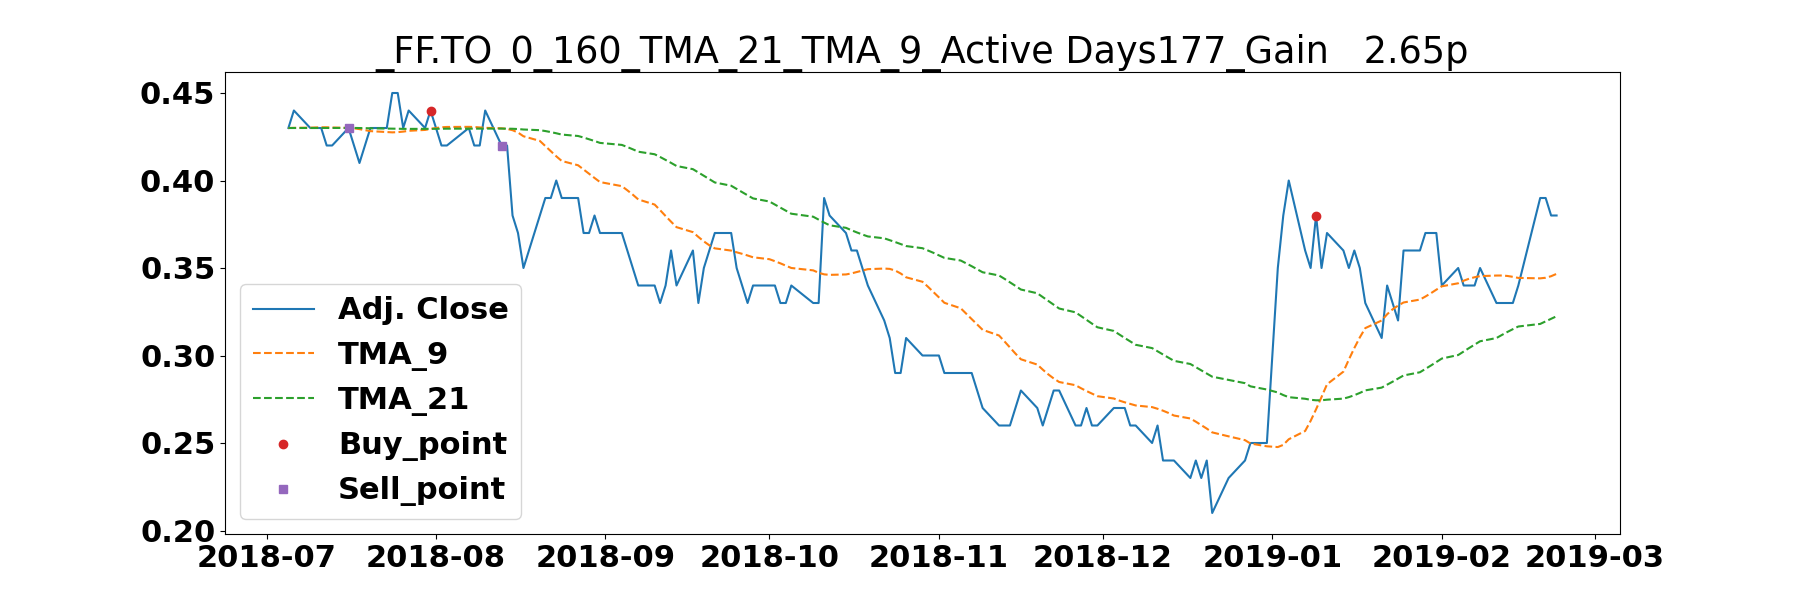 _FF.TO_0_160_TMA_21_TMA_9_Active Days177_Gain   2.65p
0.45
0.40
0.35
0.30
0.25
0.20
Adj. Close
TMA_9
TMA_21
Buy_point
Sell_point
2018-07 2018-08 2018-09 2018-10 2018-11 2018-12 2019-01 2019-02 2019-03